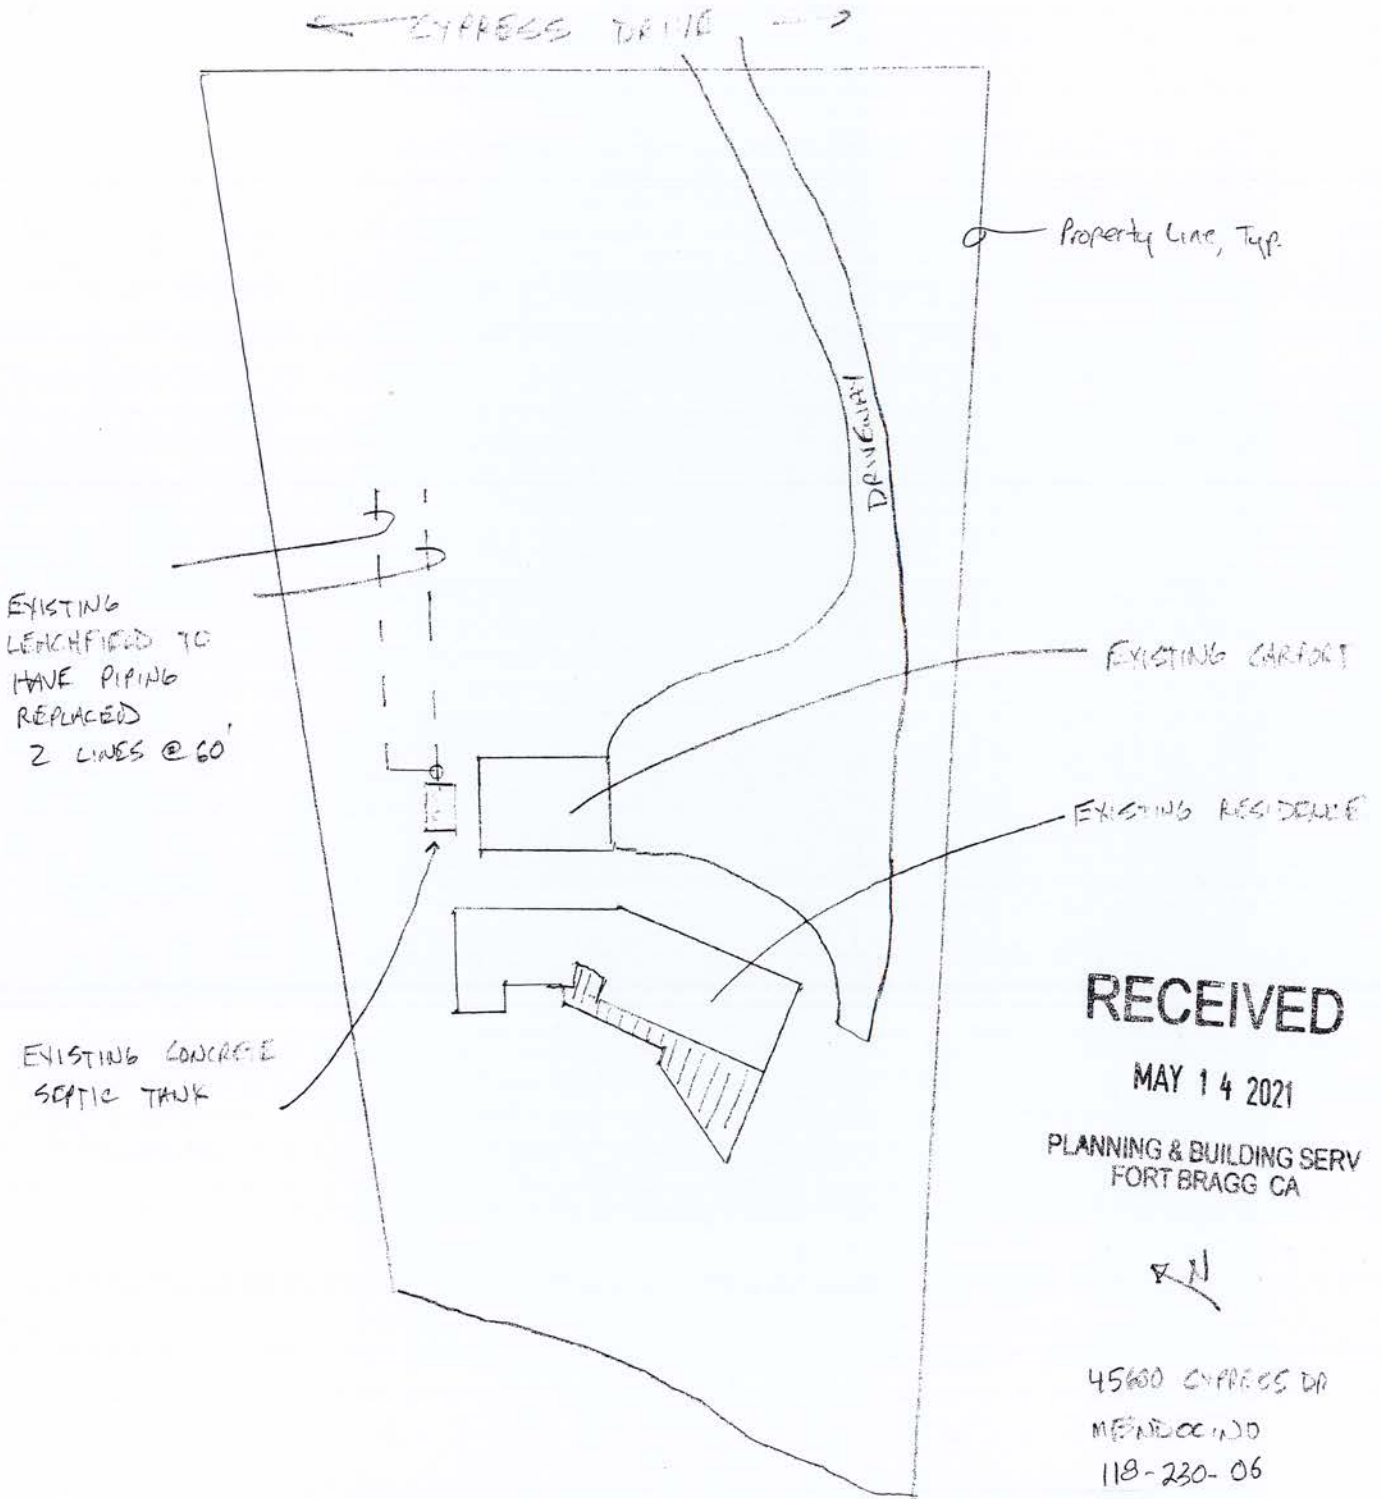 CYPRESS DRIVE
Property Line, Typ.
DRIVEWAY
EXISTING
LEACHFIELD TO
HAVE PIPING
REPLACED
2 LINES @ 60'
EXISTING CARPORT
EXISTING RESIDENCE
EXISTING CONCRETE
SEPTIC TANK
RECEIVED
MAY 14 2021
PLANNING & BUILDING SERV
FORT BRAGG CA
N
45600 CYPRESS DR
MENDOCINO
118-230-06